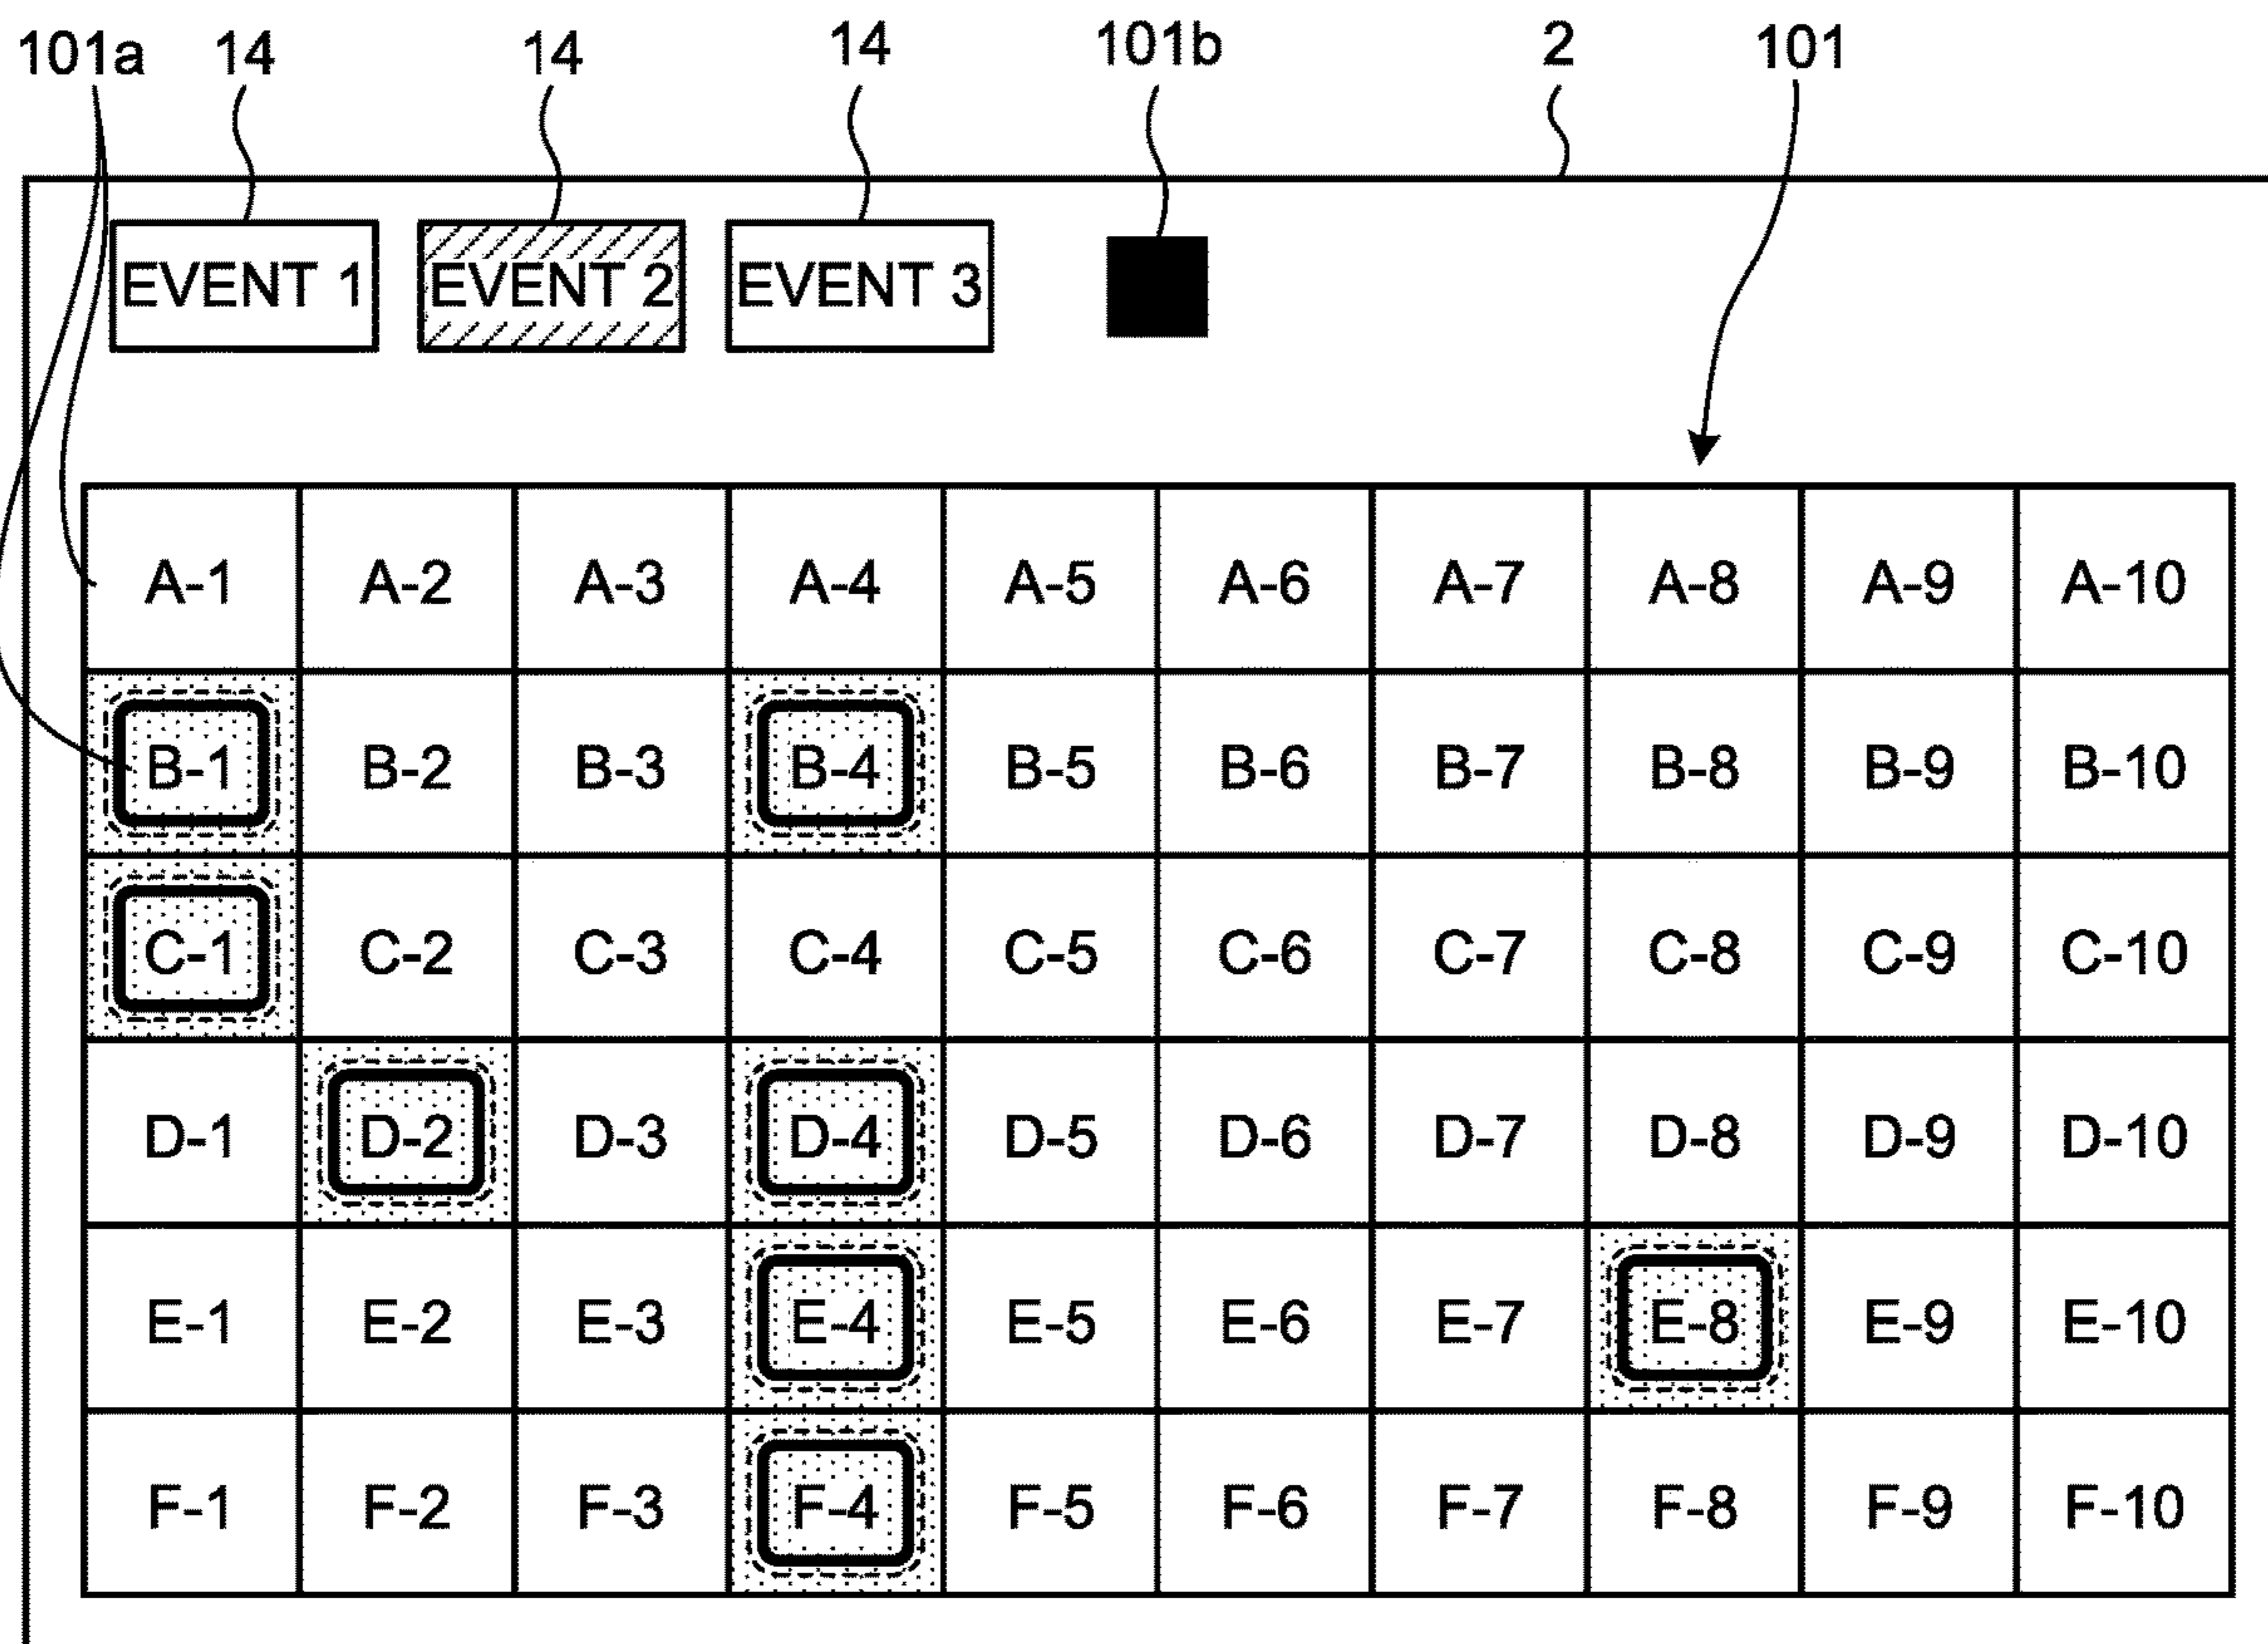 101a 14 14 14 101b 2 101
EVENT 1 EVENT 2 EVENT 3
A-1 A-2 A-3 A-4 A-5 A-6 A-7 A-8 A-9 A-10
B-1 B-2 B-3 B-4 B-5 B-6 B-7 B-8 B-9 B-10
C-1 C-2 C-3 C-4 C-5 C-6 C-7 C-8 C-9 C-10
D-1 D-2 D-3 D-4 D-5 D-6 D-7 D-8 D-9 D-10
E-1 E-2 E-3 E-4 E-5 E-6 E-7 E-8 E-9 E-10
F-1 F-2 F-3 F-4 F-5 F-6 F-7 F-8 F-9 F-10